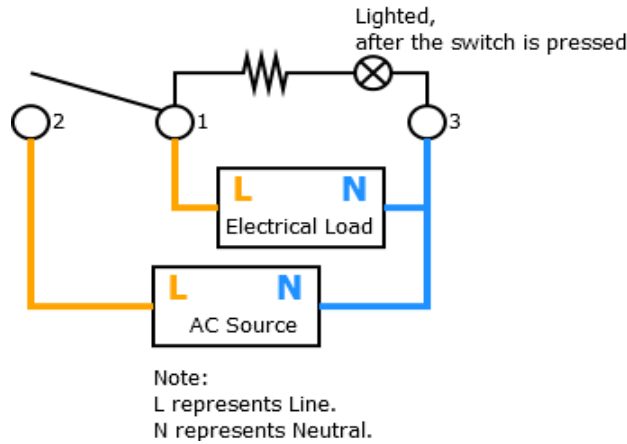 Lighted,
after the switch is pressed
2
1
3
L N
Electrical Load
L N
AC Source
Note:
L represents Line.
N represents Neutral.